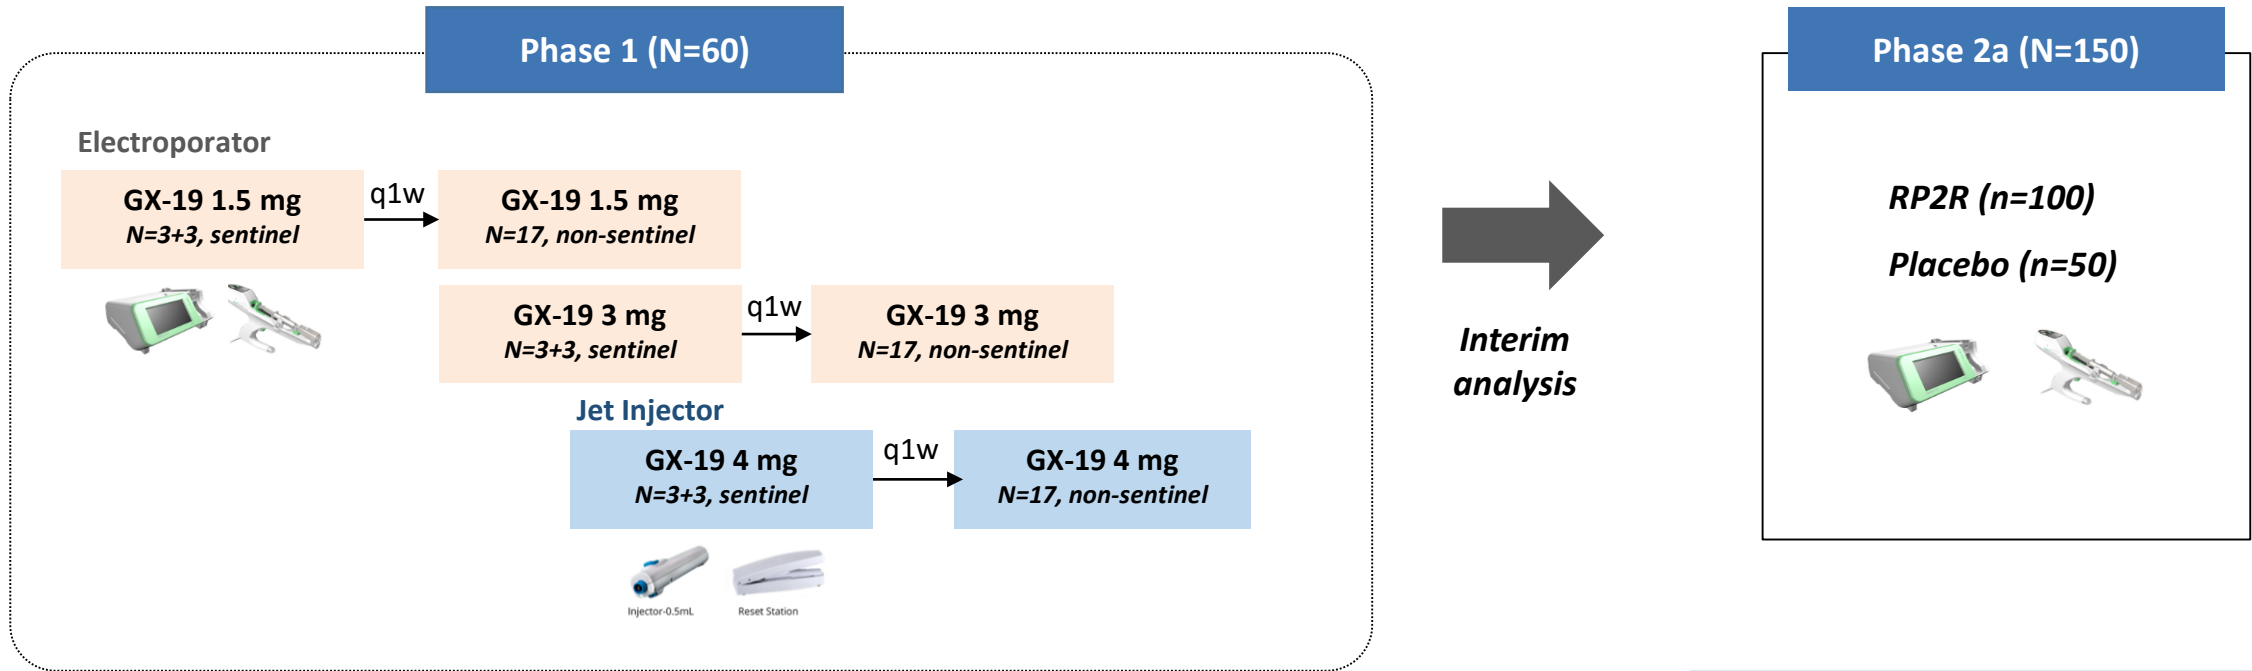 Phase 1 (N=60)
Electroporator
GX-19 1.5 mg
N=3+3, sentinel
q1w
GX-19 1.5 mg
N=17, non-sentinel
GX-19 3 mg
N=3+3, sentinel
q1w
GX-19 3 mg
N=17, non-sentinel
Jet Injector
GX-19 4 mg
N=3+3, sentinel
q1w
GX-19 4 mg
N=17, non-sentinel
Injector-0.5mL
Reset Station
Interim
analysis
Phase 2a (N=150)
RP2R (n=100)
Placebo (n=50)